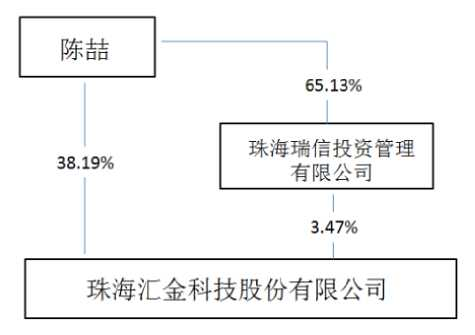 陈喆
65.13%
珠海瑞信投资管理
有限公司
38.19%
3.47%
珠海汇金科技股份有限公司